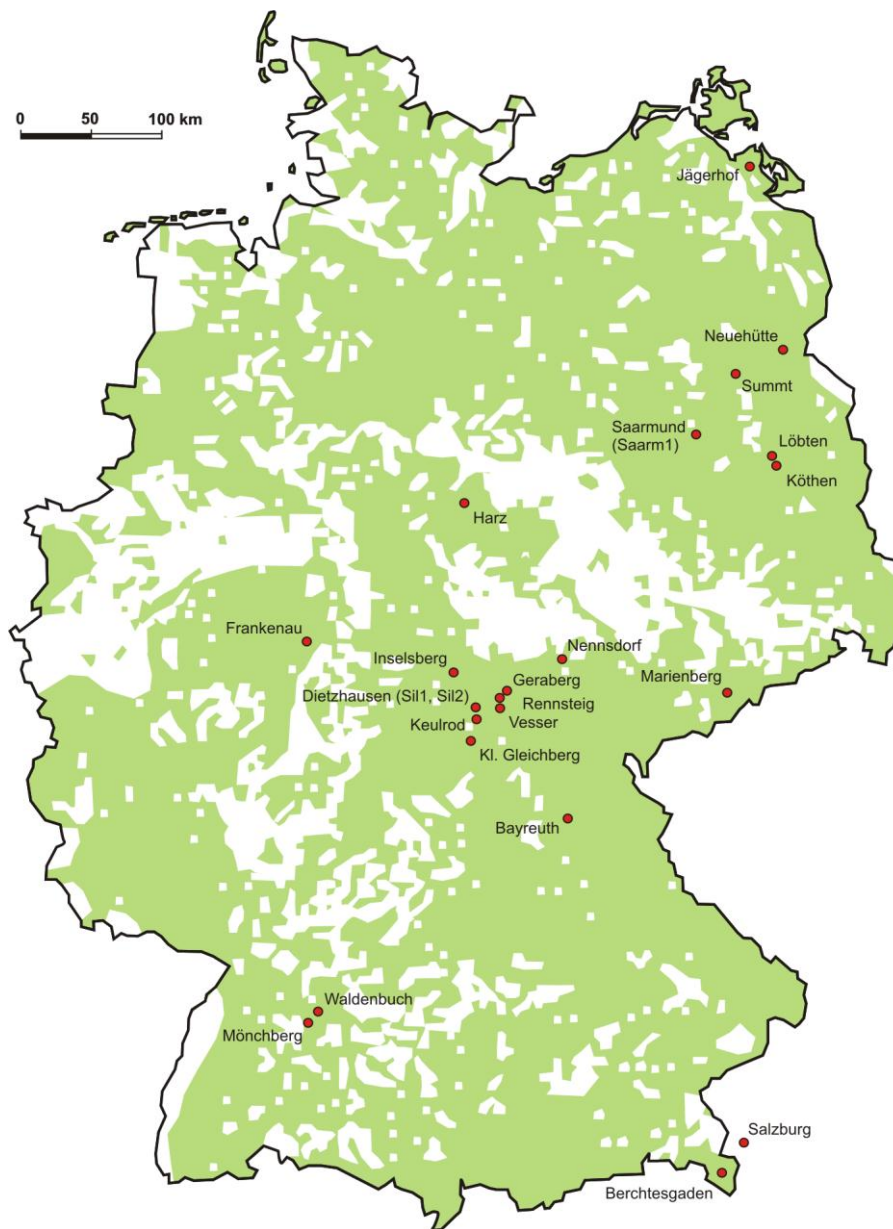 0 50 100 km
Jägerhof
Neuehütte
Summt
Saarmund
(Saarm1)
Löbten
Köthen
Harz
Frankenau
Nennsdorf
Inselsberg
Geraberg
Marienberg
Dietzhausen (Sil1, Sil2)
Rennsteig
Keulrod
Vesser
Kl. Gleichberg
Bayreuth
Waldenbuch
Mönchberg
Salzburg
Berchtesgaden